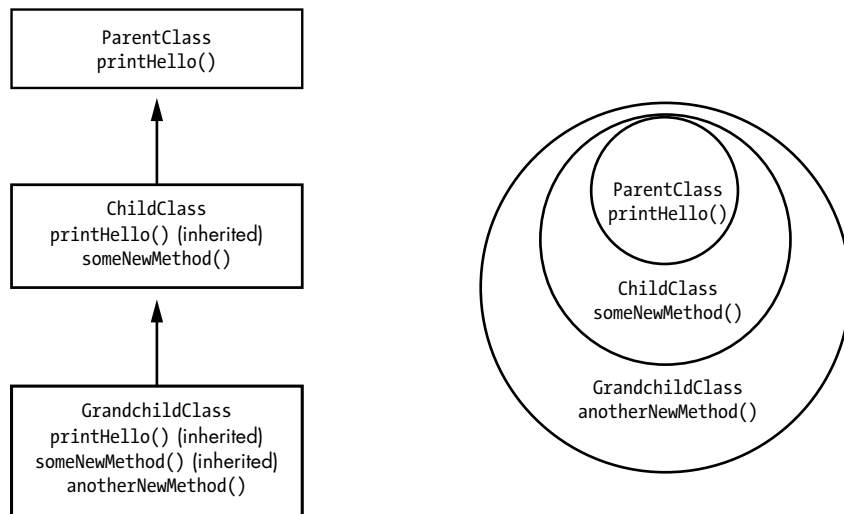 ParentClass
printHello()
ChildClass
printHello() (inherited)
someNewMethod()
GrandchildClass
printHello() (inherited)
someNewMethod() (inherited)
anotherNewMethod()
ParentClass
printHello()
ChildClass
someNewMethod()
GrandchildClass
anotherNewMethod()